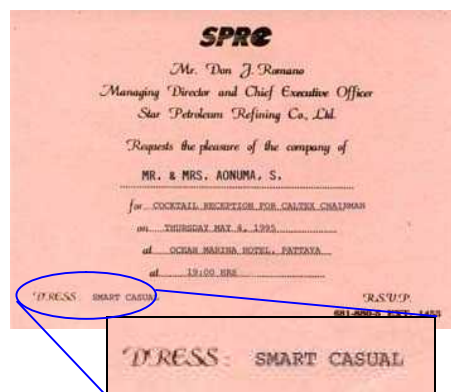 SPRC
Mr. Don J. Romano
Managing Director and Chief Executive Officer
Star Petroleum Refining Co., Ltd.
Requests the pleasure of the company of
MR. & MRS. AONUMA, S.
for COCKTAIL RECEPTION FOR CALTEX CHAIRMAN
on THURSDAY MAY 4, 1995
at OCEAN MARINA HOTEL, PATTAYA
at 19:00 HRS
DRESS: SMART CASUAL
R.S.V.P.
DRESS: SMART CASUAL